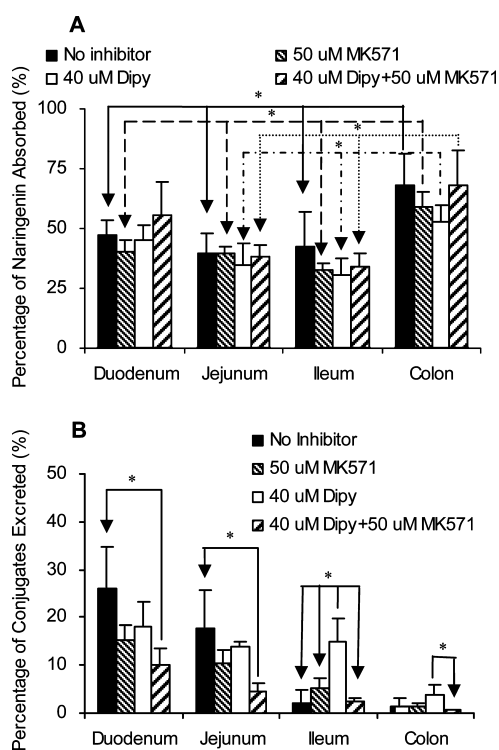 A
No inhibitor
50 uM MK571
40 uM Dipy
40 uM Dipy+50 uM MK571
Percentage of Naringenin Absorbed (%)
100
75
50
25
0
*
*
*
*
Duodenum
Jejunum
Ileum
Colon
B
No Inhibitor
50 uM MK571
40 uM Dipy
40 uM Dipy+50 uM MK571
Percentage of Conjugates Excreted (%)
50
40
30
20
10
0
*
*
*
*
Duodenum
Jejunum
Ileum
Colon